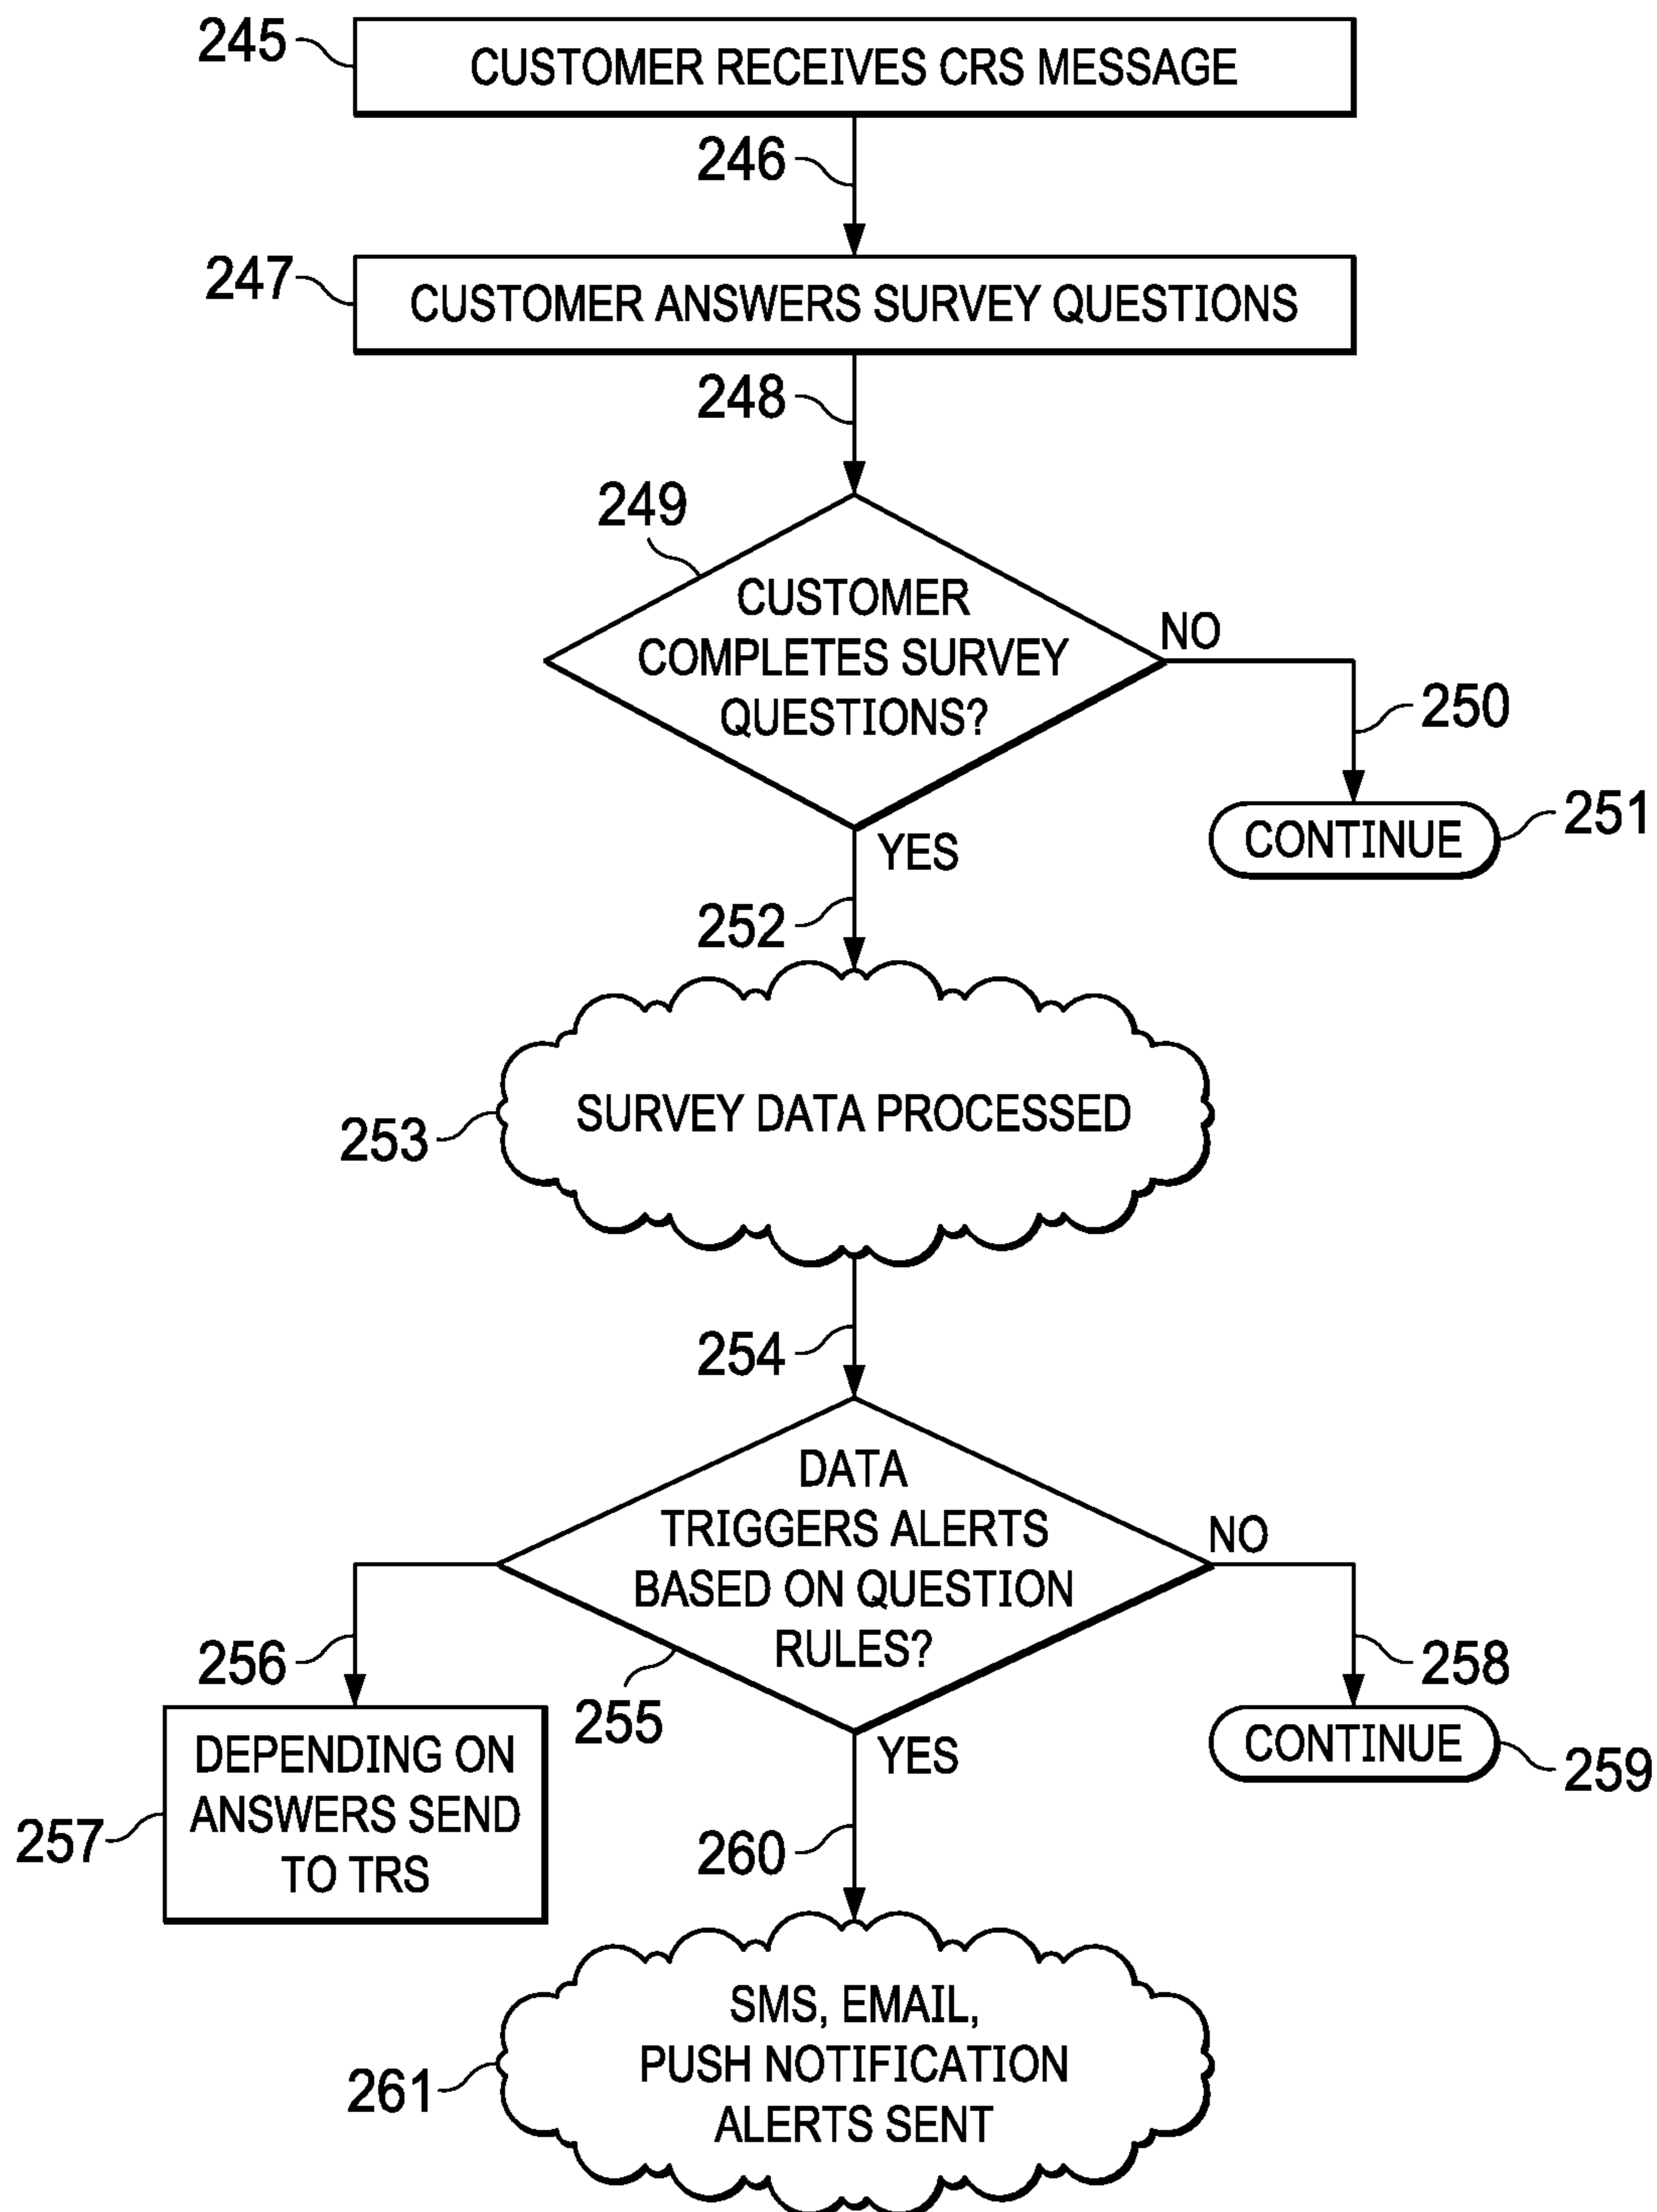 245
CUSTOMER RECEIVES CRS MESSAGE
246
247
CUSTOMER ANSWERS SURVEY QUESTIONS
248
249
CUSTOMER
COMPLETES SURVEY
QUESTIONS?
NO
250
CONTINUE
251
YES
252
SURVEY DATA PROCESSED
253
254
DATA
TRIGGERS ALERTS
BASED ON QUESTION
RULES?
NO
255
256
DEPENDING ON
ANSWERS SEND
TO TRS
257
258
CONTINUE
259
YES
260
SMS, EMAIL,
PUSH NOTIFICATION
ALERTS SENT
261